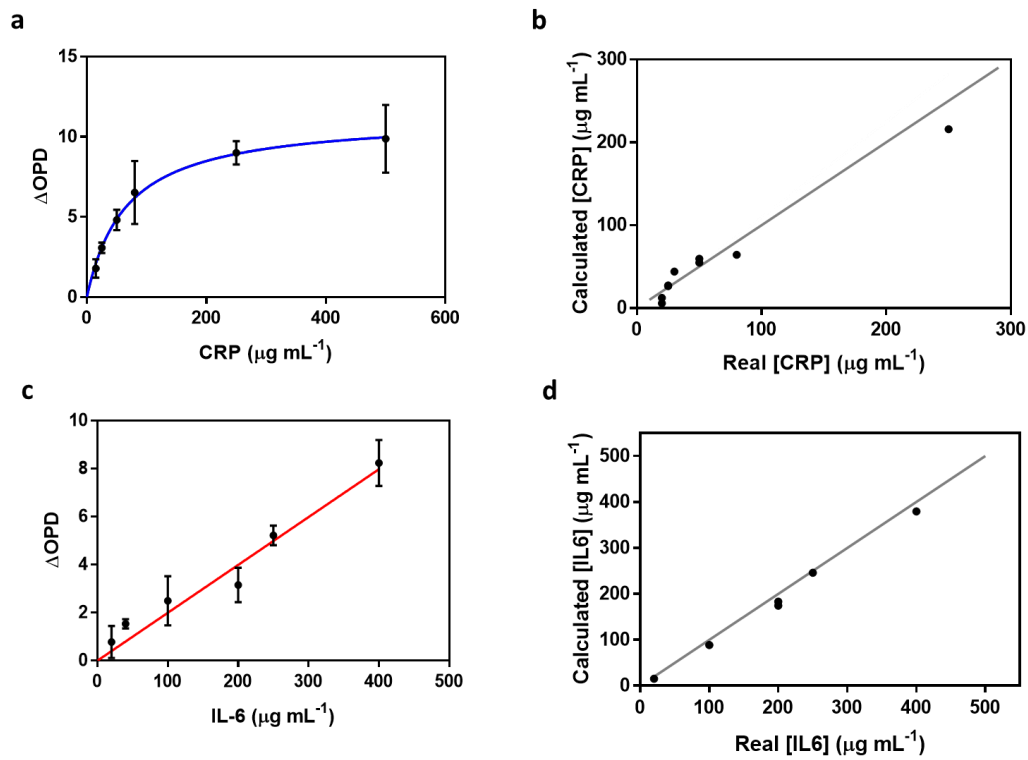 a
15
10
5
0
ΔOPD
0 200 400 600
CRP (μg mL⁻¹)
b
300
200
100
0
Calculated [CRP] (μg mL⁻¹)
0 100 200 300
Real [CRP] (μg mL⁻¹)
c
10
8
6
4
2
0
ΔOPD
0 100 200 300 400 500
IL-6 (μg mL⁻¹)
d
500
400
300
200
100
0
Calculated [IL6] (μg mL⁻¹)
0 100 200 300 400 500
Real [IL6] (μg mL⁻¹)